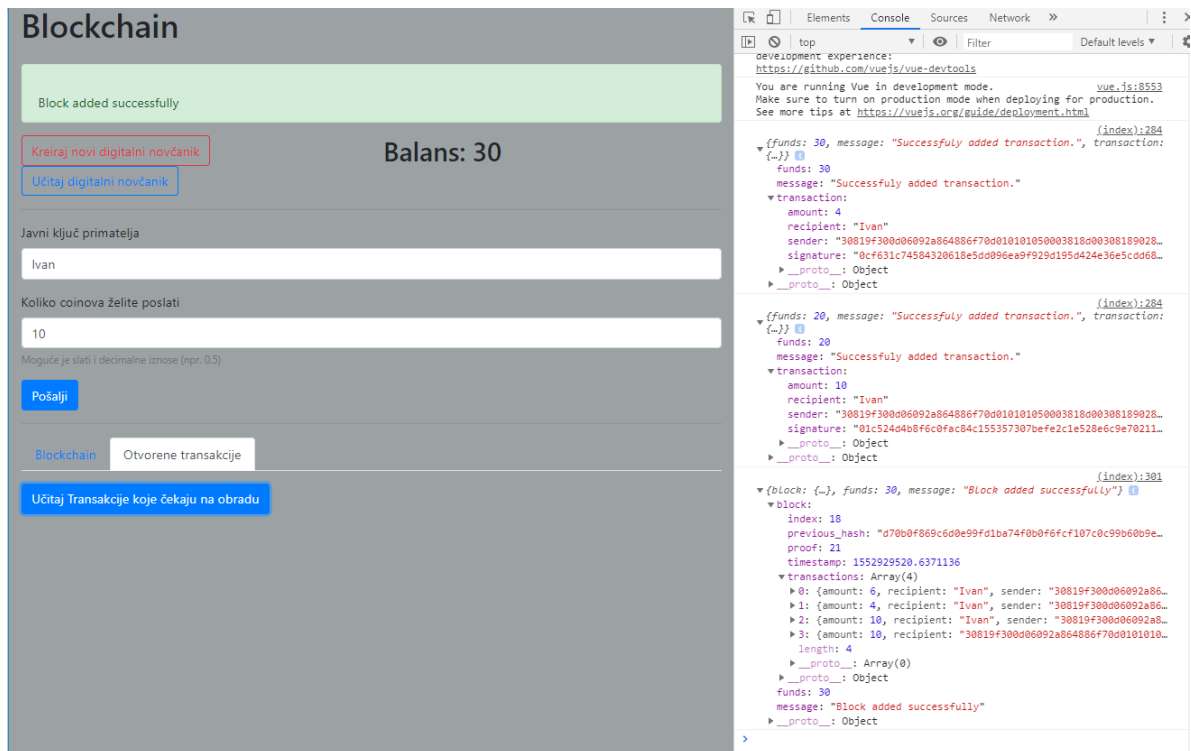 Blockchain
Block added successfully
Kreiraj novi digitalni novčanik
Balans: 30
Učitaj digitalni novčanik
Javni ključ primatelja
Ivan
Koliko coinova želite poslati
10
Moguće je slati i decimalne iznose (npr. 0.5)
Pošalji
Blockchain Otvorene transakcije
Učitaj Transakcije koje čekaju na obradu
Elements Console Sources Network »
top Filter Default levels ▼
development experience:
https://github.com/vuejs/vue-devtools
You are running Vue in development mode. vue.js:8553
Make sure to turn on production mode when deploying for production.
See more tips at https://vuejs.org/guide/deployment.html
(index):284
{funds: 30, message: "Successfuly added transaction.", transaction:
{…}}
funds: 30
message: "Successfuly added transaction."
transaction:
amount: 4
recipient: "Ivan"
sender: "30819f300d06092a864886f70d010101050003818d00308189028…
signature: "0cf631c74584320618e5dd096ea9f929d195d424e36e5cdd68…
__proto__: Object
__proto__: Object
(index):284
{funds: 20, message: "Successfuly added transaction.", transaction:
{…}}
funds: 20
message: "Successfuly added transaction."
transaction:
amount: 10
recipient: "Ivan"
sender: "30819f300d06092a864886f70d010101050003818d00308189028…
signature: "01c524d4b8f6c0fac84c155357307befe2c1e528e6c9e70211…
__proto__: Object
__proto__: Object
(index):301
{block: {…}, funds: 30, message: "Block added successfully"}
block:
index: 18
previous_hash: "d70b0f869c6d0e99fd1ba74f0b0f6fcf107c0c99b60b9e…
proof: 21
timestamp: 1552929520.6371136
transactions: Array(4)
0: {amount: 6, recipient: "Ivan", sender: "30819f300d06092a86…
1: {amount: 4, recipient: "Ivan", sender: "30819f300d06092a86…
2: {amount: 10, recipient: "Ivan", sender: "30819f300d06092a8…
3: {amount: 10, recipient: "30819f300d06092a864886f70d0101010…
length: 4
__proto__: Array(0)
__proto__: Object
funds: 30
message: "Block added successfully"
__proto__: Object